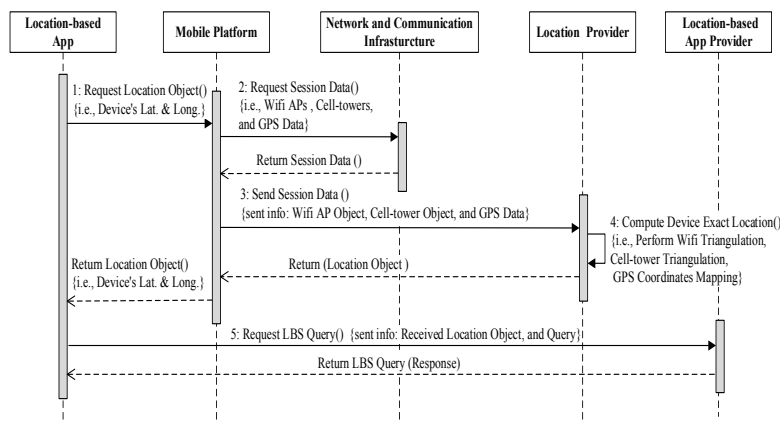 Location-based
App
Mobile Platform
Network and Communication
Infrasturcture
Location Provider
Location-based
App Provider
1: Request Location Object()
{i.e., Device's Lat. & Long.}
2: Request Session Data()
{i.e., Wifi APs , Cell-towers,
and GPS Data}
Return Session Data ()
3: Send Session Data ()
{sent info: Wifi AP Object, Cell-tower Object, and GPS Data}
4: Compute Device Exact Location()
{i.e., Perform Wifi Triangulation,
Cell-tower Triangulation,
GPS Coordinates Mapping}
Return (Location Object )
Return Location Object()
{i.e., Device's Lat. & Long.}
5: Request LBS Query() {sent info: Received Location Object, and Query}
Return LBS Query (Response)